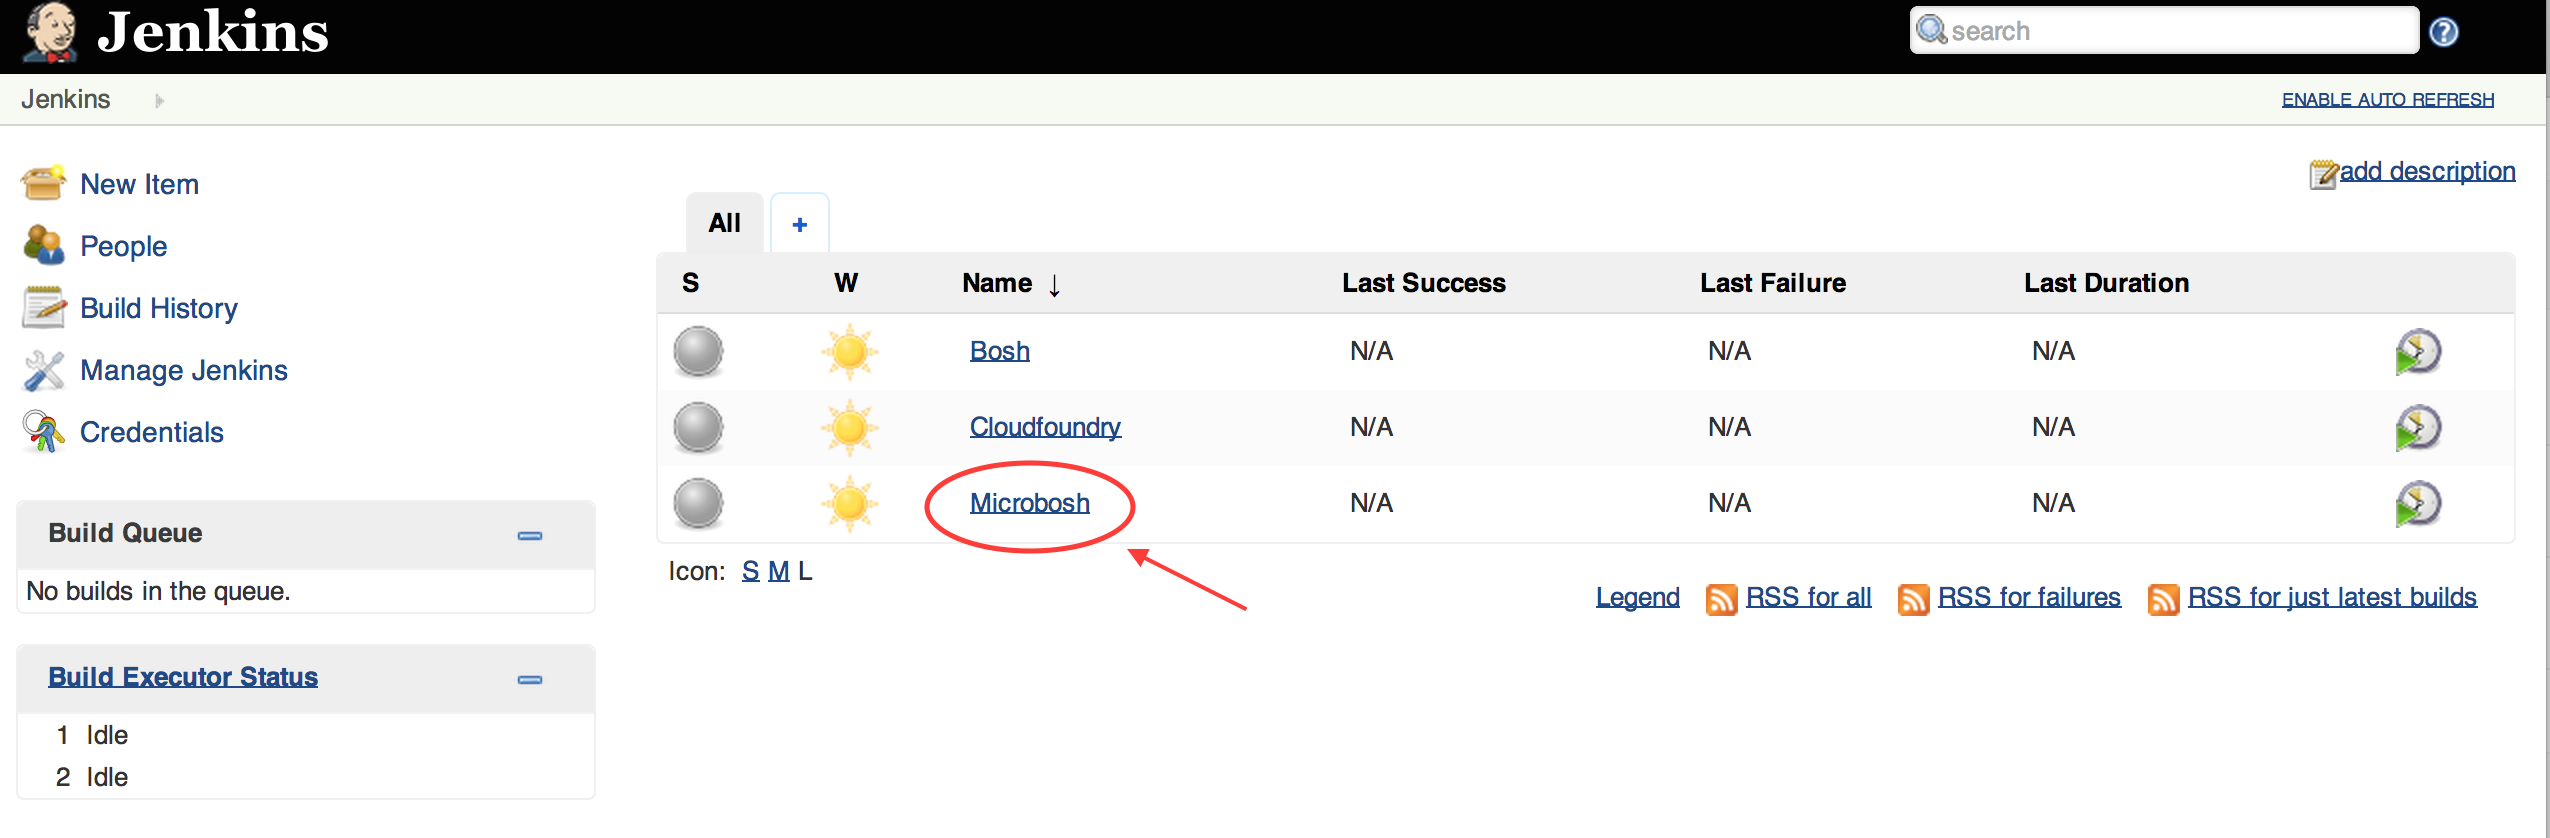 Jenkins
search
Jenkins
ENABLE AUTO REFRESH
New Item
People
Build History
Manage Jenkins
Credentials
Build Queue
No builds in the queue.
Build Executor Status
1 Idle
2 Idle
add description
All +
S W Name ↓ Last Success Last Failure Last Duration
Bosh N/A N/A N/A
Cloudfoundry N/A N/A N/A
Microbosh N/A N/A N/A
Icon: S M L
Legend RSS for all RSS for failures RSS for just latest builds